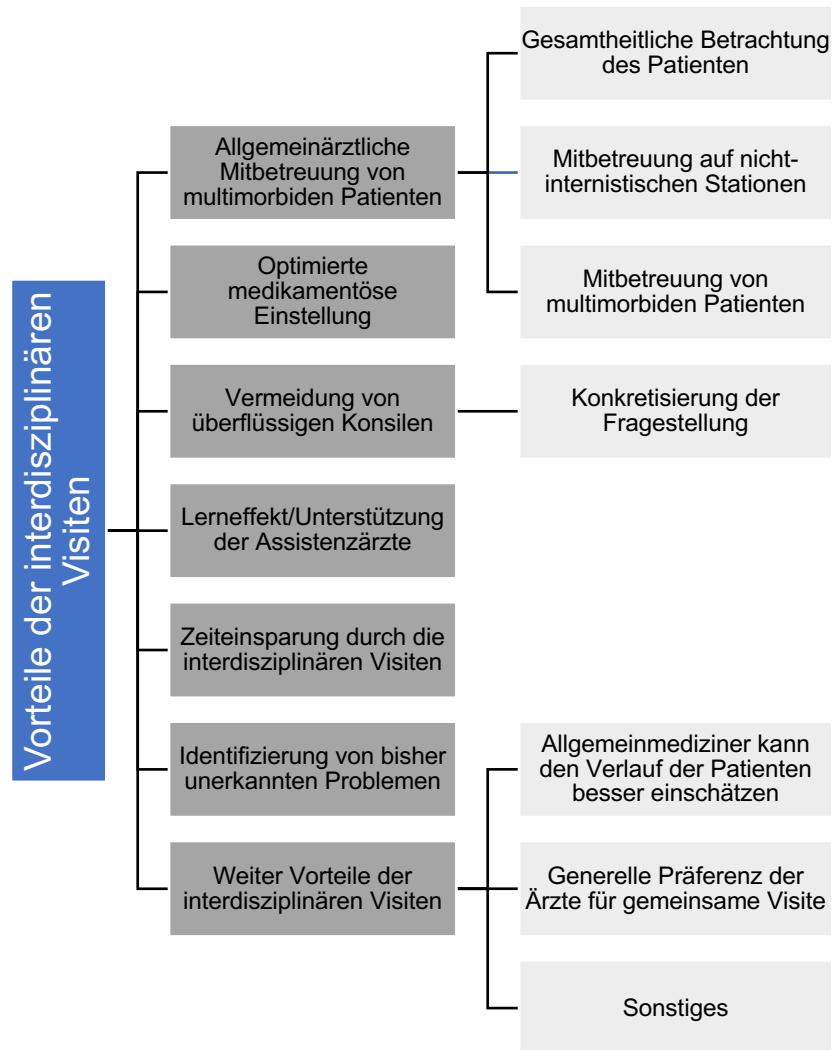 Vorteile der interdisziplinären
Visiten
Allgemeinärztliche
Mitbetreuung von
multimorbiden Patienten
Gesamtheitliche Betrachtung
des Patienten
Mitbetreuung auf nicht-
internistischen Stationen
Mitbetreuung von
multimorbiden Patienten
Optimierte
medikamentöse
Einstellung
Vermeidung von
überflüssigen Konsilen
Konkretisierung der
Fragestellung
Lerneffekt/Unterstützung
der Assistenzärzte
Zeiteinsparung durch die
interdisziplinären Visiten
Identifizierung von bisher
unerkannten Problemen
Weiter Vorteile der
interdisziplinären Visiten
Allgemeinmediziner kann
den Verlauf der Patienten
besser einschätzen
Generelle Präferenz der
Ärzte für gemeinsame Visite
Sonstiges